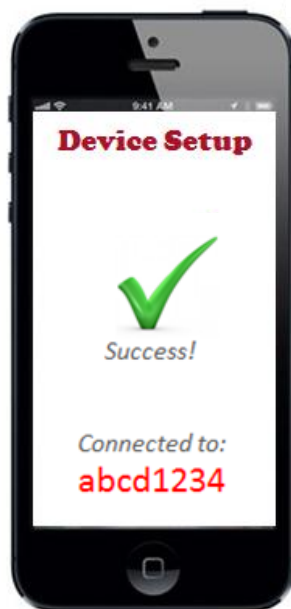 9:41 AM
Device Setup
Success!
Connected to:
abcd1234